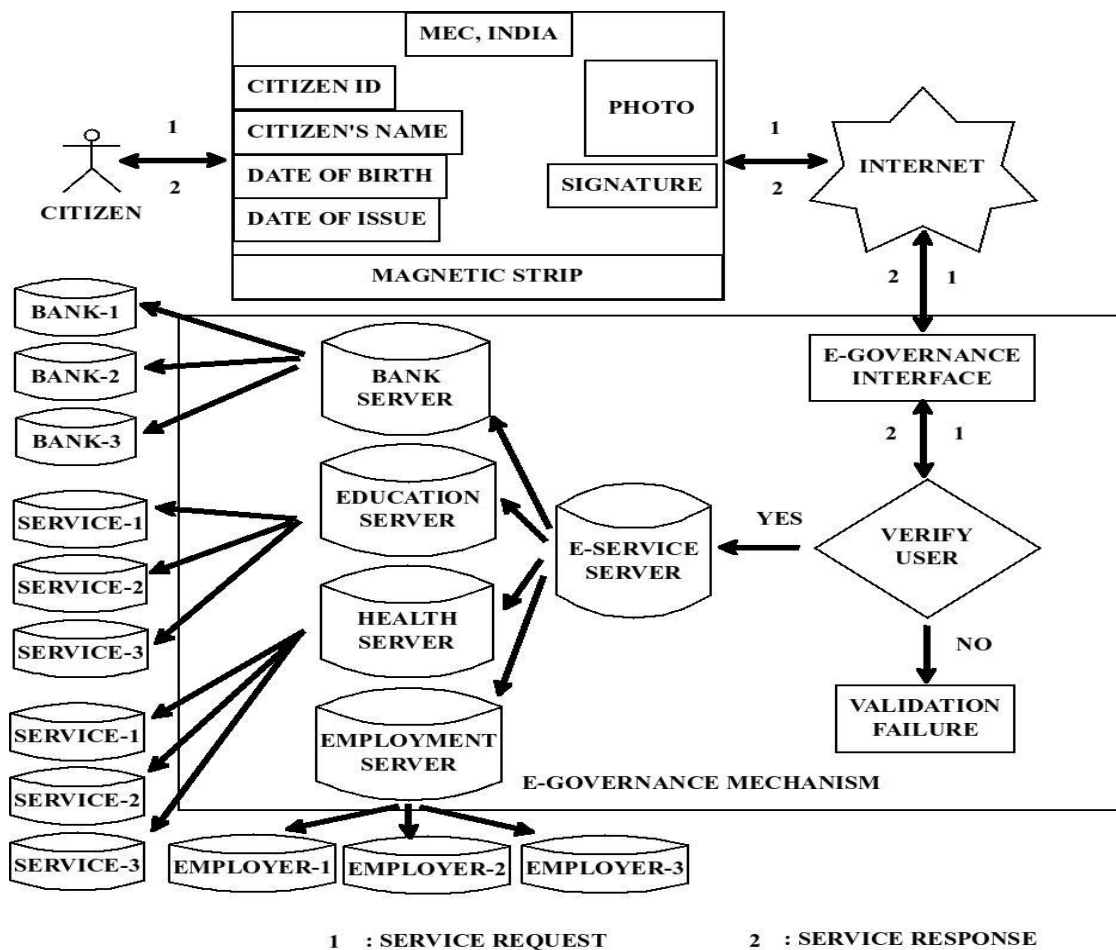 MEC, INDIA
CITIZEN ID
PHOTO
CITIZEN'S NAME
1
1
INTERNET
DATE OF BIRTH
SIGNATURE
2
2
CITIZEN
DATE OF ISSUE
MAGNETIC STRIP
2 1
BANK-1
BANK-2
BANK-3
BANK
SERVER
E-GOVERNANCE
INTERFACE
2 1
EDUCATION
SERVER
SERVICE-1
SERVICE-2
SERVICE-3
E-SERVICE
SERVER
YES
VERIFY
USER
NO
HEALTH
SERVER
VALIDATION
FAILURE
SERVICE-1
SERVICE-2
SERVICE-3
EMPLOYMENT
SERVER
E-GOVERNANCE MECHANISM
EMPLOYER-1
EMPLOYER-2
EMPLOYER-3
1 : SERVICE REQUEST
2 : SERVICE RESPONSE